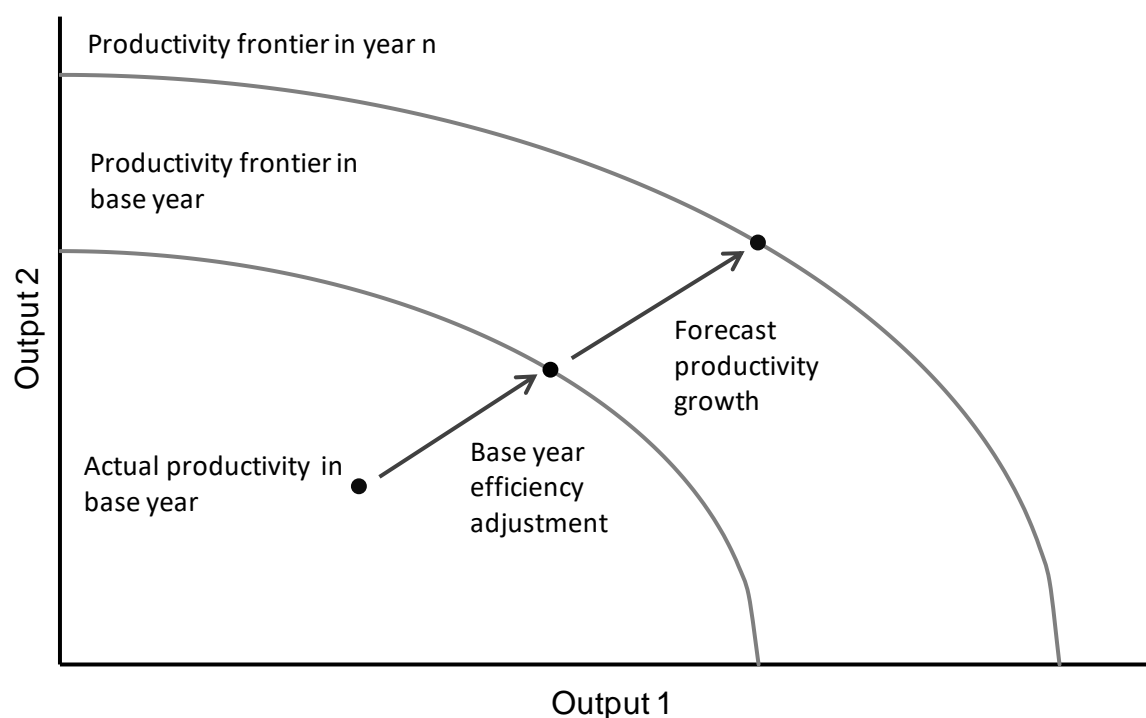 Productivity frontier in year n
Productivity frontier in
base year
Output 2
Forecast
productivity
growth
Actual productivity in
base year
Base year
efficiency
adjustment
Output 1